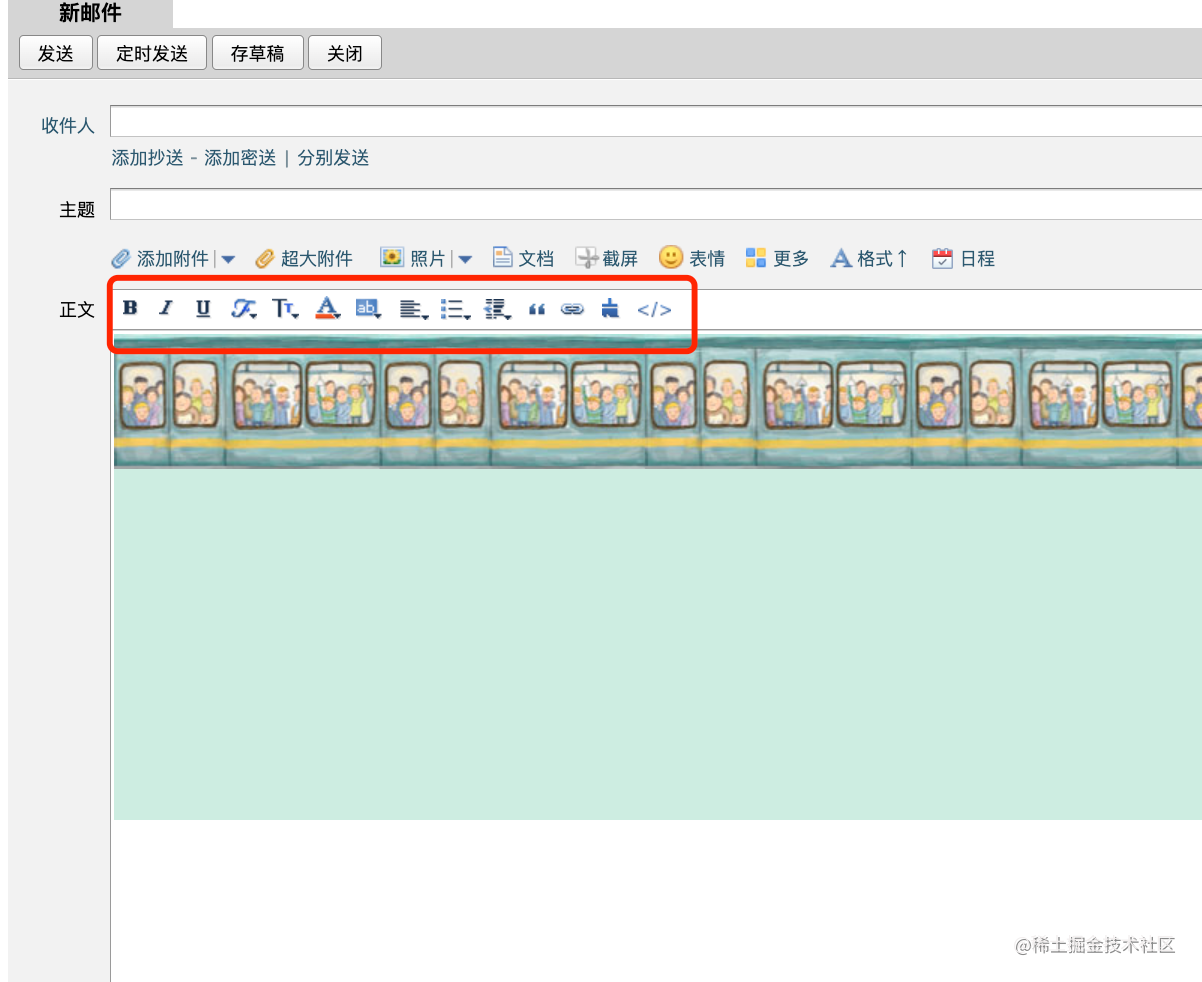 新邮件
发送 定时发送 存草稿 关闭
收件人
添加抄送 - 添加密送 | 分别发送
主题
添加附件 | 超大附件 照片 | 文档 截屏 表情 更多 格式↑ 日程
正文 B I U F Tт A ab “ </>
@稀土掘金技术社区